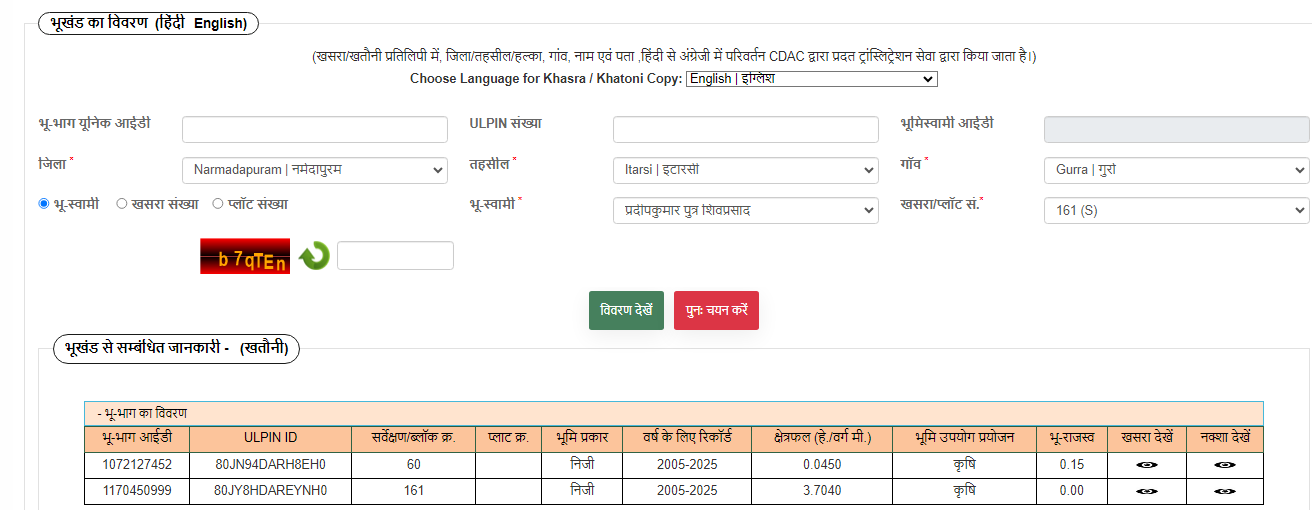 भूखंड का विवरण (हिंदी English)
(खसरा/खतौनी प्रतिलिपी में, जिला/तहसील/हल्का, गांव, नाम एवं पता ,हिंदी से अंग्रेजी में परिवर्तन CDAC द्वारा प्रदत ट्रांस्लिट्रेशन सेवा द्वारा किया जाता है।)
Choose Language for Khasra / Khatoni Copy: English | इंग्लिश
भू-भाग यूनिक आईडी ULPIN संख्या भूमिस्वामी आईडी
जिला * Narmadapuram | नर्मदापुरम तहसील * Itarsi | इटारसी गाँव * Gurra | गुर्रा
भू-स्वामी खसरा संख्या प्लॉट संख्या भू-स्वामी * प्रदीपकुमार पुत्र शिवप्रसाद खसरा/प्लॉट सं.* 161 (S)
b7qTEn
विवरण देखें पुनः चयन करें
भूखंड से सम्बंधित जानकारी - (खतौनी)
- भू-भाग का विवरण
भू-भाग आईडी ULPIN ID सर्वेक्षण/ब्लॉक क्र. प्लाट क्र. भूमि प्रकार वर्ष के लिए रिकॉर्ड क्षेत्रफल (हे./वर्ग मी.) भूमि उपयोग प्रयोजन भू-राजस्व खसरा देखें नक्शा देखें
1072127452 80JN94DARH8EH0 60 निजी 2005-2025 0.0450 कृषि 0.15
1170450999 80JY8HDAREYNH0 161 निजी 2005-2025 3.7040 कृषि 0.00